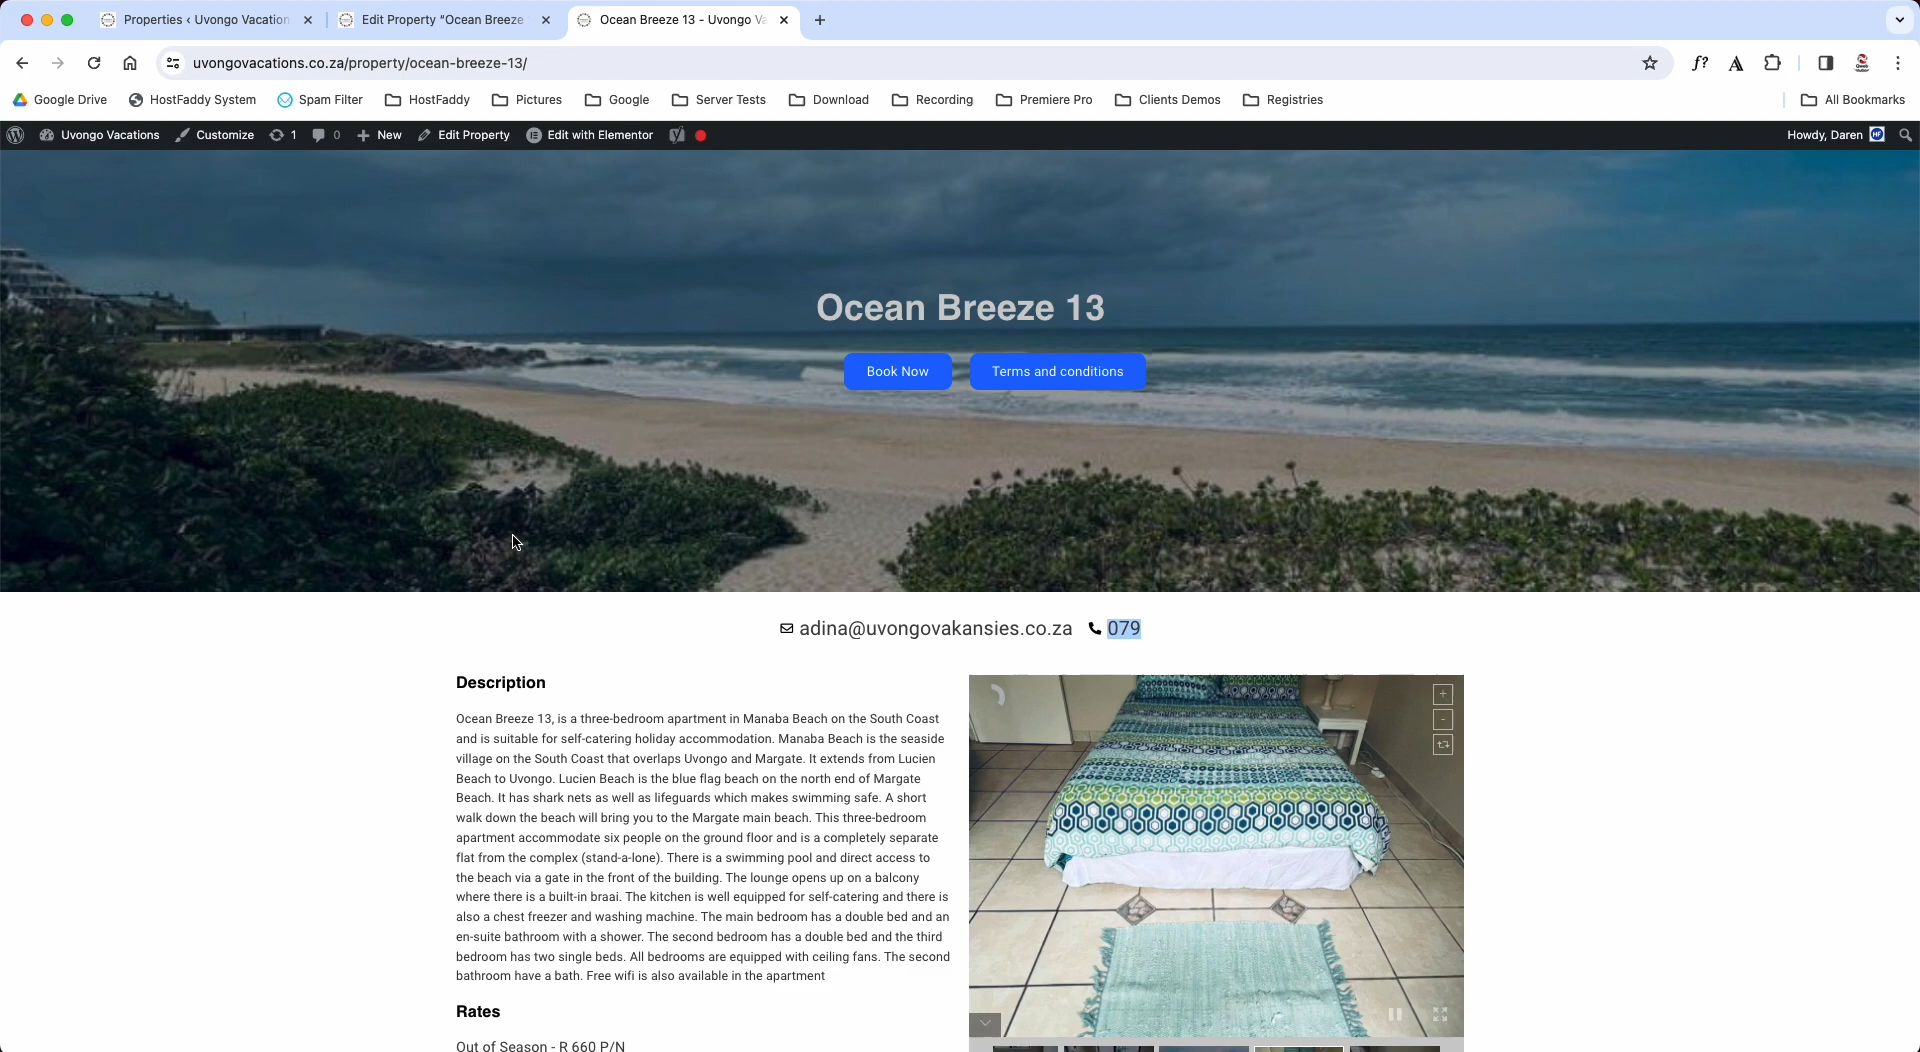 Properties ‹ Uvongo Vacation
Edit Property "Ocean Breeze
Ocean Breeze 13 - Uvongo Va
uvongovacations.co.za/property/ocean-breeze-13/
f?
A
Google Drive
HostFaddy System
Spam Filter
HostFaddy
Pictures
Google
Server Tests
Download
Recording
Premiere Pro
Clients Demos
Registries
All Bookmarks
Uvongo Vacations
Customize
1
0
New
Edit Property
Edit with Elementor
Howdy, Daren
HF
Ocean Breeze 13
Book Now
Terms and conditions
adina@uvongovakansies.co.za
079
Description
Ocean Breeze 13, is a three-bedroom apartment in Manaba Beach on the South Coast
and is suitable for self-catering holiday accommodation. Manaba Beach is the seaside
village on the South Coast that overlaps Uvongo and Margate. It extends from Lucien
Beach to Uvongo. Lucien Beach is the blue flag beach on the north end of Margate
Beach. It has shark nets as well as lifeguards which makes swimming safe. A short
walk down the beach will bring you to the Margate main beach. This three-bedroom
apartment accommodate six people on the ground floor and is a completely separate
flat from the complex (stand-a-lone). There is a swimming pool and direct access to
the beach via a gate in the front of the building. The lounge opens up on a balcony
where there is a built-in braai. The kitchen is well equipped for self-catering and there is
also a chest freezer and washing machine. The main bedroom has a double bed and an
en-suite bathroom with a shower. The second bedroom has a double bed and the third
bedroom has two single beds. All bedrooms are equipped with ceiling fans. The second
bathroom have a bath. Free wifi is also available in the apartment
Rates
Out of Season - R 660 P/N